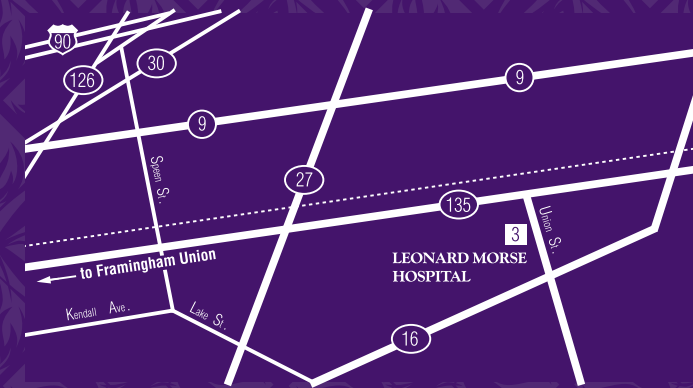 90
126
30
9
9
Speen St.
27
135
Union St.
3
LEONARD MORSE
HOSPITAL
to Framingham Union
Kendall Ave.
Lake St.
16